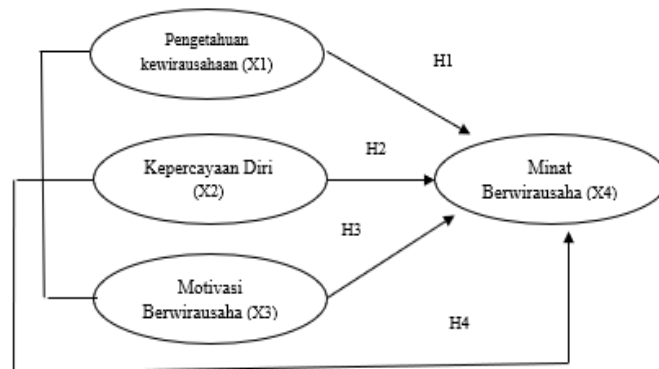 Pengetahuan
kewirausahaan (X1)
H1
H2
Kepercayaan Diri
(X2)
Minat
Berwirausaha (X4)
H3
Motivasi
Berwirausaha (X3)
H4